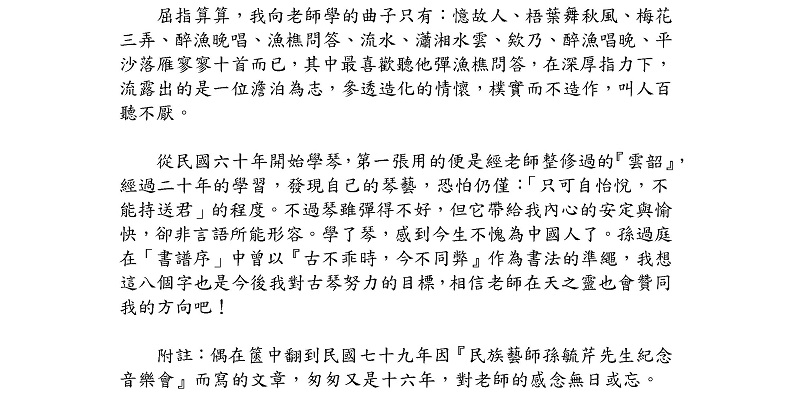 屈指算算，我向老師學的曲子只有：憶故人、梧葉舞秋風、梅花
三弄、醉漁晚唱、漁樵問答、流水、瀟湘水雲、欸乃、醉漁唱晚、平
沙落雁寥寥十首而已，其中最喜歡聽他彈漁樵問答，在深厚指力下，
流露出的是一位澹泊為志，參透造化的情懷，樸實而不造作，叫人百
聽不厭。
從民國六十年開始學琴，第一張用的便是經老師整修過的『雲韶』，
經過二十年的學習，發現自己的琴藝，恐怕仍僅：「只可自怡悅，不
能持送君」的程度。不過琴雖彈得不好，但它帶給我內心的安定與愉
快，卻非言語所能形容。學了琴，感到今生不愧為中國人了。孫過庭
在「書譜序」中曾以『古不乖時，今不同弊』作為書法的準繩，我想
這八個字也是今後我對古琴努力的目標，相信老師在天之靈也會贊同
我的方向吧！
附註：偶在篋中翻到民國七十九年因『民族藝師孫毓芹先生紀念
音樂會』而寫的文章，匆匆又是十六年，對老師的感念無日或忘。